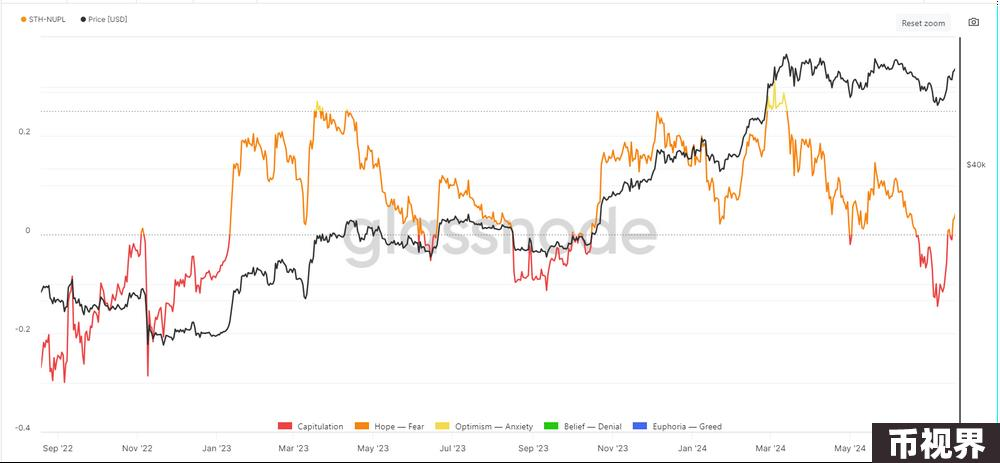 STH-NUPL Price [USD]
Reset zoom
0.2
$40k
0
glassnode
-0.2
Capitulation Hope — Fear Optimism — Anxiety Belief — Denial Euphoria — Greed
-0.4
Sep '22 Nov '22 Jan '23 Mar '23 May '23 Jul '23 Sep '23 Nov '23 Jan '24 Mar '24 May '24
币视界